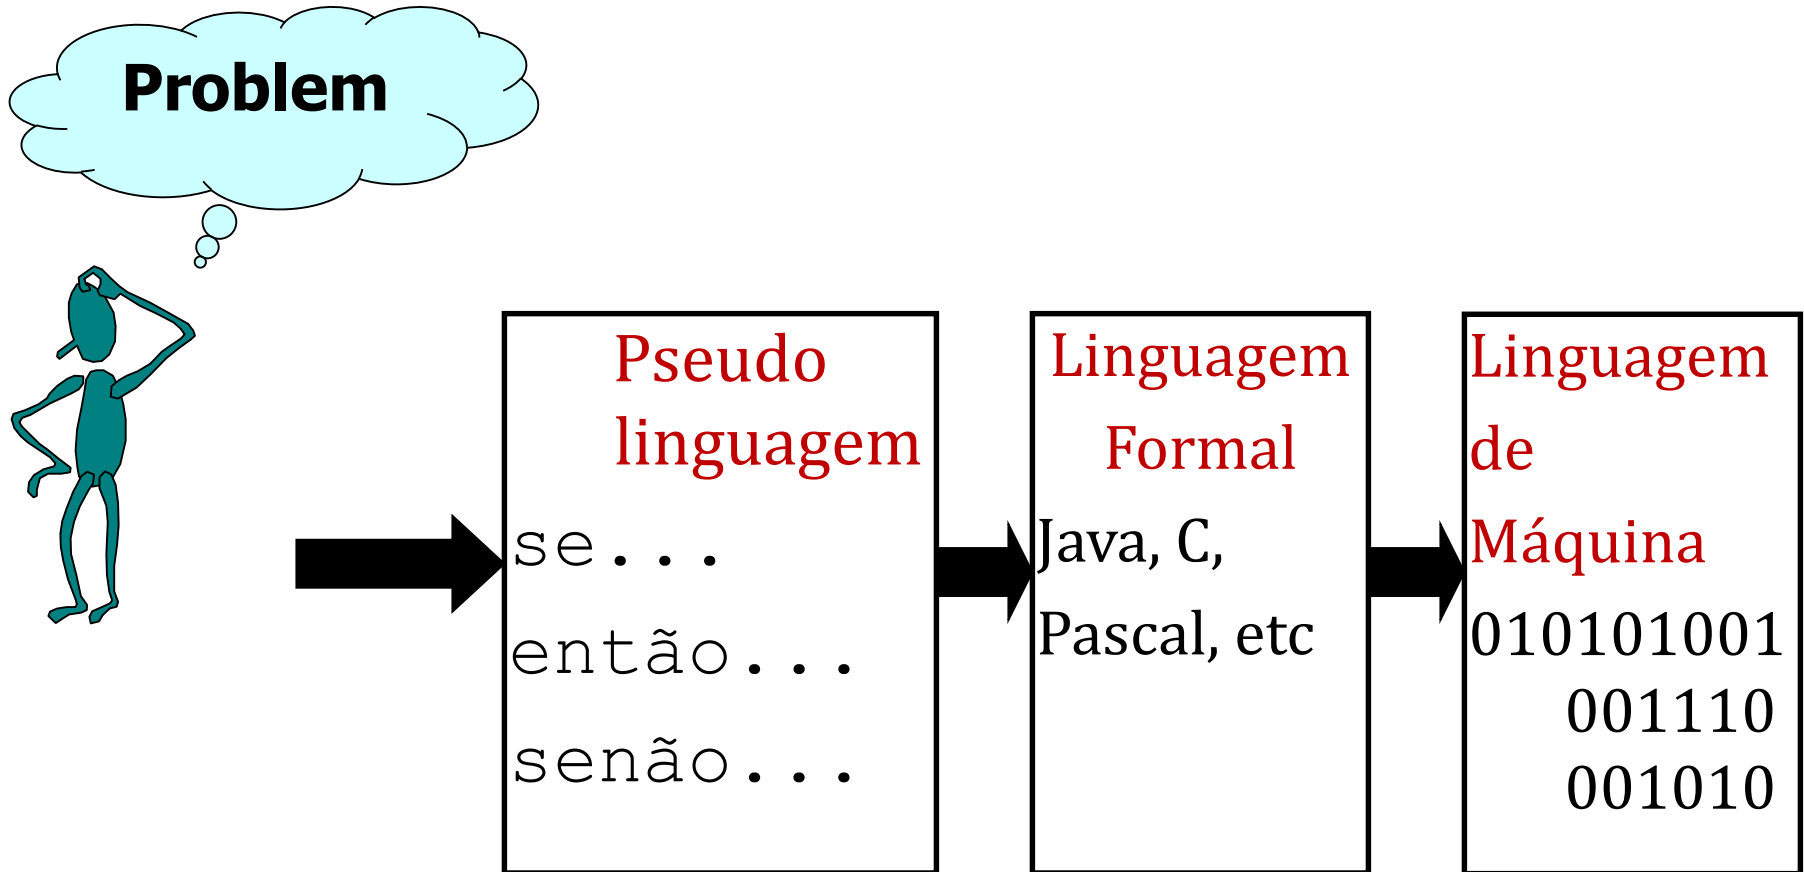 Problem
Pseudo
linguagem
se...
então...
senão...
Linguagem
Formal
Java, C,
Pascal, etc
Linguagem
de
Máquina
010101001
001110
001010